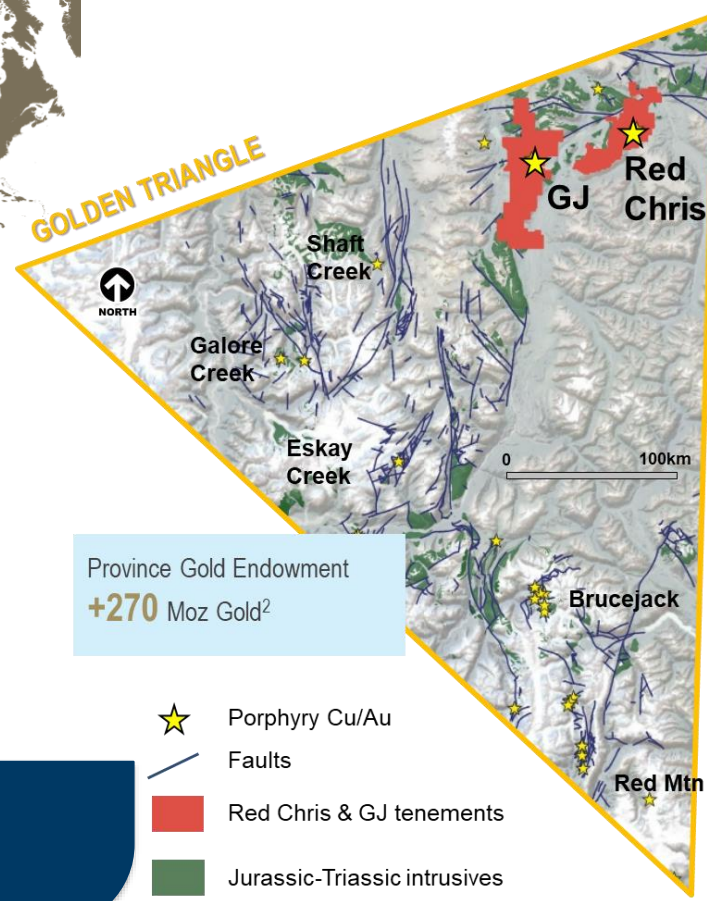 GOLDEN TRIANGLE
NORTH
Red
Chris
GJ
Shaft
Creek
Galore
Creek
Eskay
Creek
0 100km
Province Gold Endowment
+270 Moz Gold²
Brucejack
Red Mtn
Porphyry Cu/Au
Faults
Red Chris & GJ tenements
Jurassic-Triassic intrusives